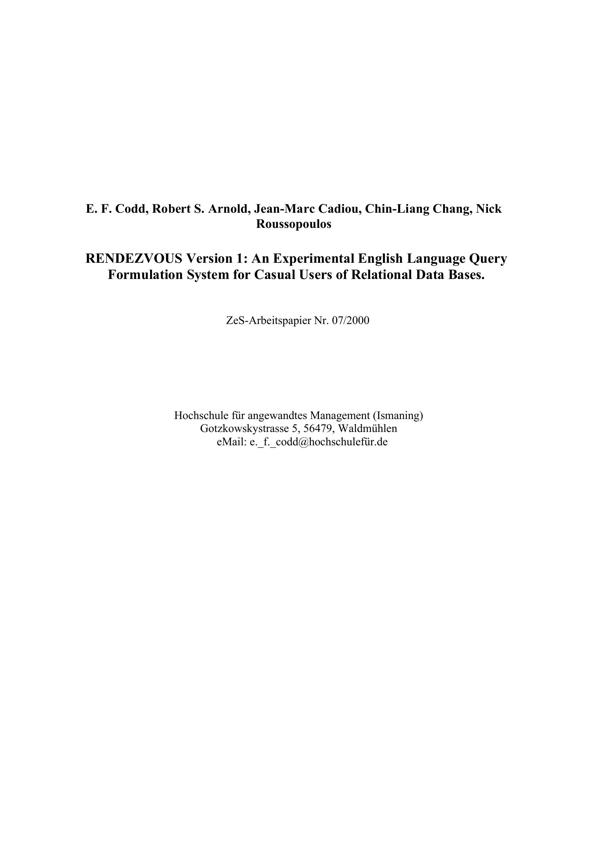 E. F. Codd, Robert S. Arnold, Jean-Marc Cadiou, Chin-Liang Chang, Nick
Roussopoulos
RENDEZVOUS Version 1: An Experimental English Language Query
Formulation System for Casual Users of Relational Data Bases.
ZeS-Arbeitspapier Nr. 07/2000
Hochschule für angewandtes Management (Ismaning)
Gotzkowskystrasse 5, 56479, Waldmühlen
eMail: e._f._codd@hochschulefür.de